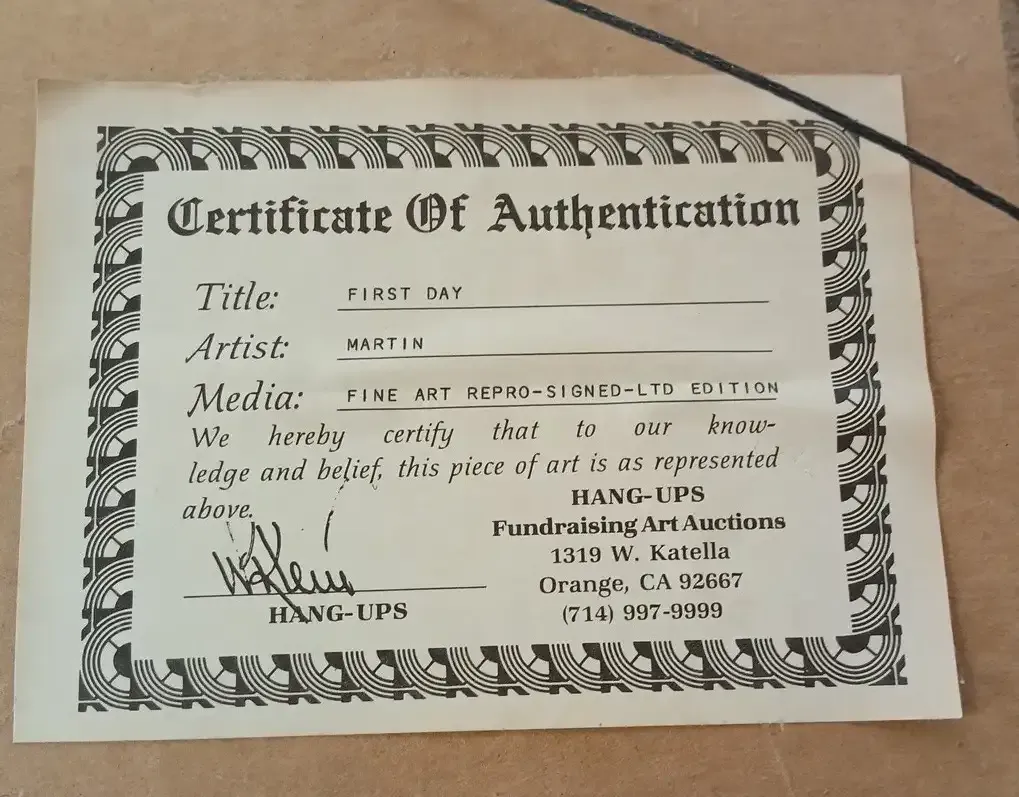 Certificate Of Authentication
Title: FIRST DAY
Artist: MARTIN
Media: FINE ART REPRO-SIGNED-LTD EDITION
We hereby certify that to our know-
ledge and belief, this piece of art is as represented
above.
HANG-UPS
HANG-UPS
Fundraising Art Auctions
1319 W. Katella
Orange, CA 92667
(714) 997-9999